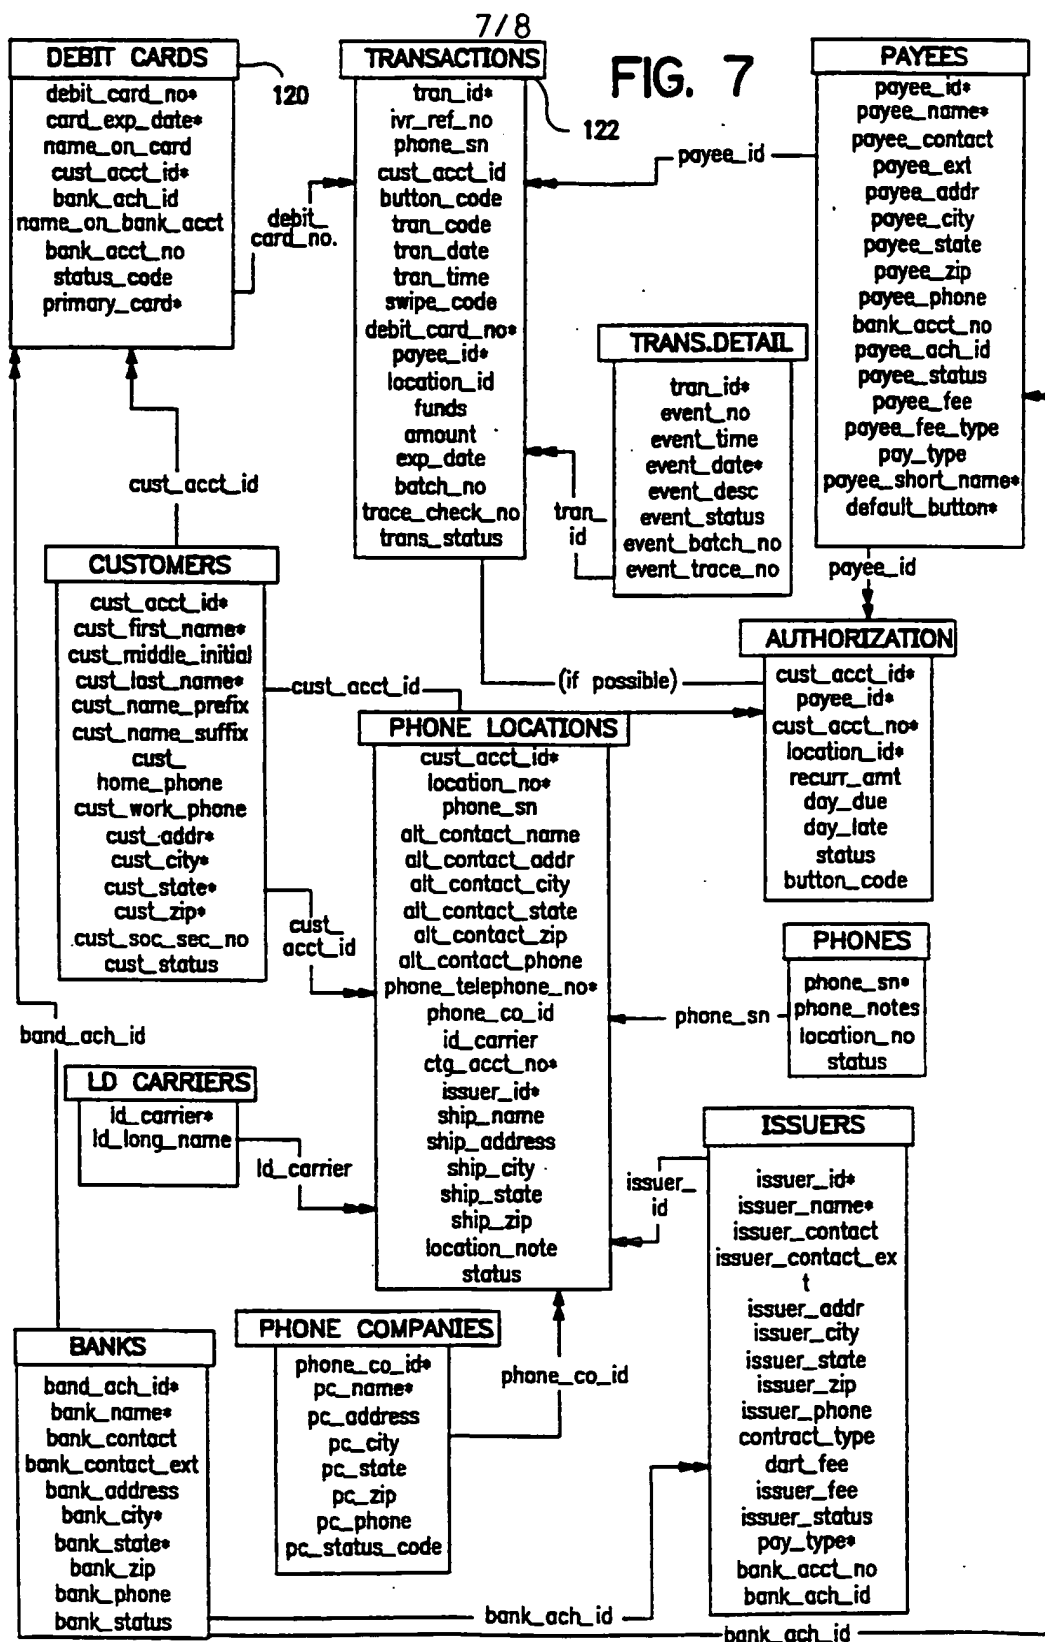 7/8
FIG. 7
DEBIT CARDS
120
debit_card_no*
card_exp_date*
name_on_card
cust_acct_id*
bank_ach_id
name_on_bank_acct
bank_acct_no
status_code
primary_card*
debit_
card_no.
TRANSACTIONS
122
tran_id*
ivr_ref_no
phone_sn
cust_acct_id
button_code
tran_code
tran_date
tran_time
swipe_code
debit_card_no*
payee_id*
location_id
funds
amount
exp_date
batch_no
trace_check_no
trans_status
payee_id
PAYEES
payee_id*
payee_name*
payee_contact
payee_ext
payee_addr
payee_city
payee_state
payee_zip
payee_phone
bank_acct_no
payee_ach_id
payee_status
payee_fee
payee_fee_type
pay_type
payee_short_name*
default_button*
TRANS.DETAIL
tran_id*
event_no
event_time
event_date*
event_desc
event_status
event_batch_no
event_trace_no
tran_
id
cust_acct_id
payee_id
CUSTOMERS
cust_acct_id*
cust_first_name*
cust_middle_initial
cust_last_name*
cust_name_prefix
cust_name_suffix
cust_
home_phone
cust_work_phone
cust_addr*
cust_city*
cust_state*
cust_zip*
cust_soc_sec_no
cust_status
cust_acct_id
(if possible)
AUTHORIZATION
cust_acct_id*
payee_id*
cust_acct_no*
location_id*
recurr_amt
day_due
day_late
status
button_code
PHONE LOCATIONS
cust_acct_id*
location_no*
phone_sn
alt_contact_name
alt_contact_addr
alt_contact_city
alt_contact_state
alt_contact_zip
alt_contact_phone
phone_telephone_no*
phone_co_id
id_carrier
ctg_acct_no*
issuer_id*
ship_name
ship_address
ship_city
ship_state
ship_zip
location_note
status
cust_
acct_id
PHONES
phone_sn*
phone_notes
location_no
status
phone_sn
band_ach_id
LD CARRIERS
ld_carrier*
ld_long_name
ld_carrier
issuer_
id
ISSUERS
issuer_id*
issuer_name*
issuer_contact
issuer_contact_ex
t
issuer_addr
issuer_city
issuer_state
issuer_zip
issuer_phone
contract_type
dart_fee
issuer_fee
issuer_status
pay_type*
bank_acct_no
bank_ach_id
PHONE COMPANIES
phone_co_id*
pc_name*
pc_address
pc_city
pc_state
pc_zip
pc_phone
pc_status_code
phone_co_id
BANKS
band_ach_id*
bank_name*
bank_contact
bank_contact_ext
bank_address
bank_city*
bank_state*
bank_zip
bank_phone
bank_status
bank_ach_id
bank_ach_id